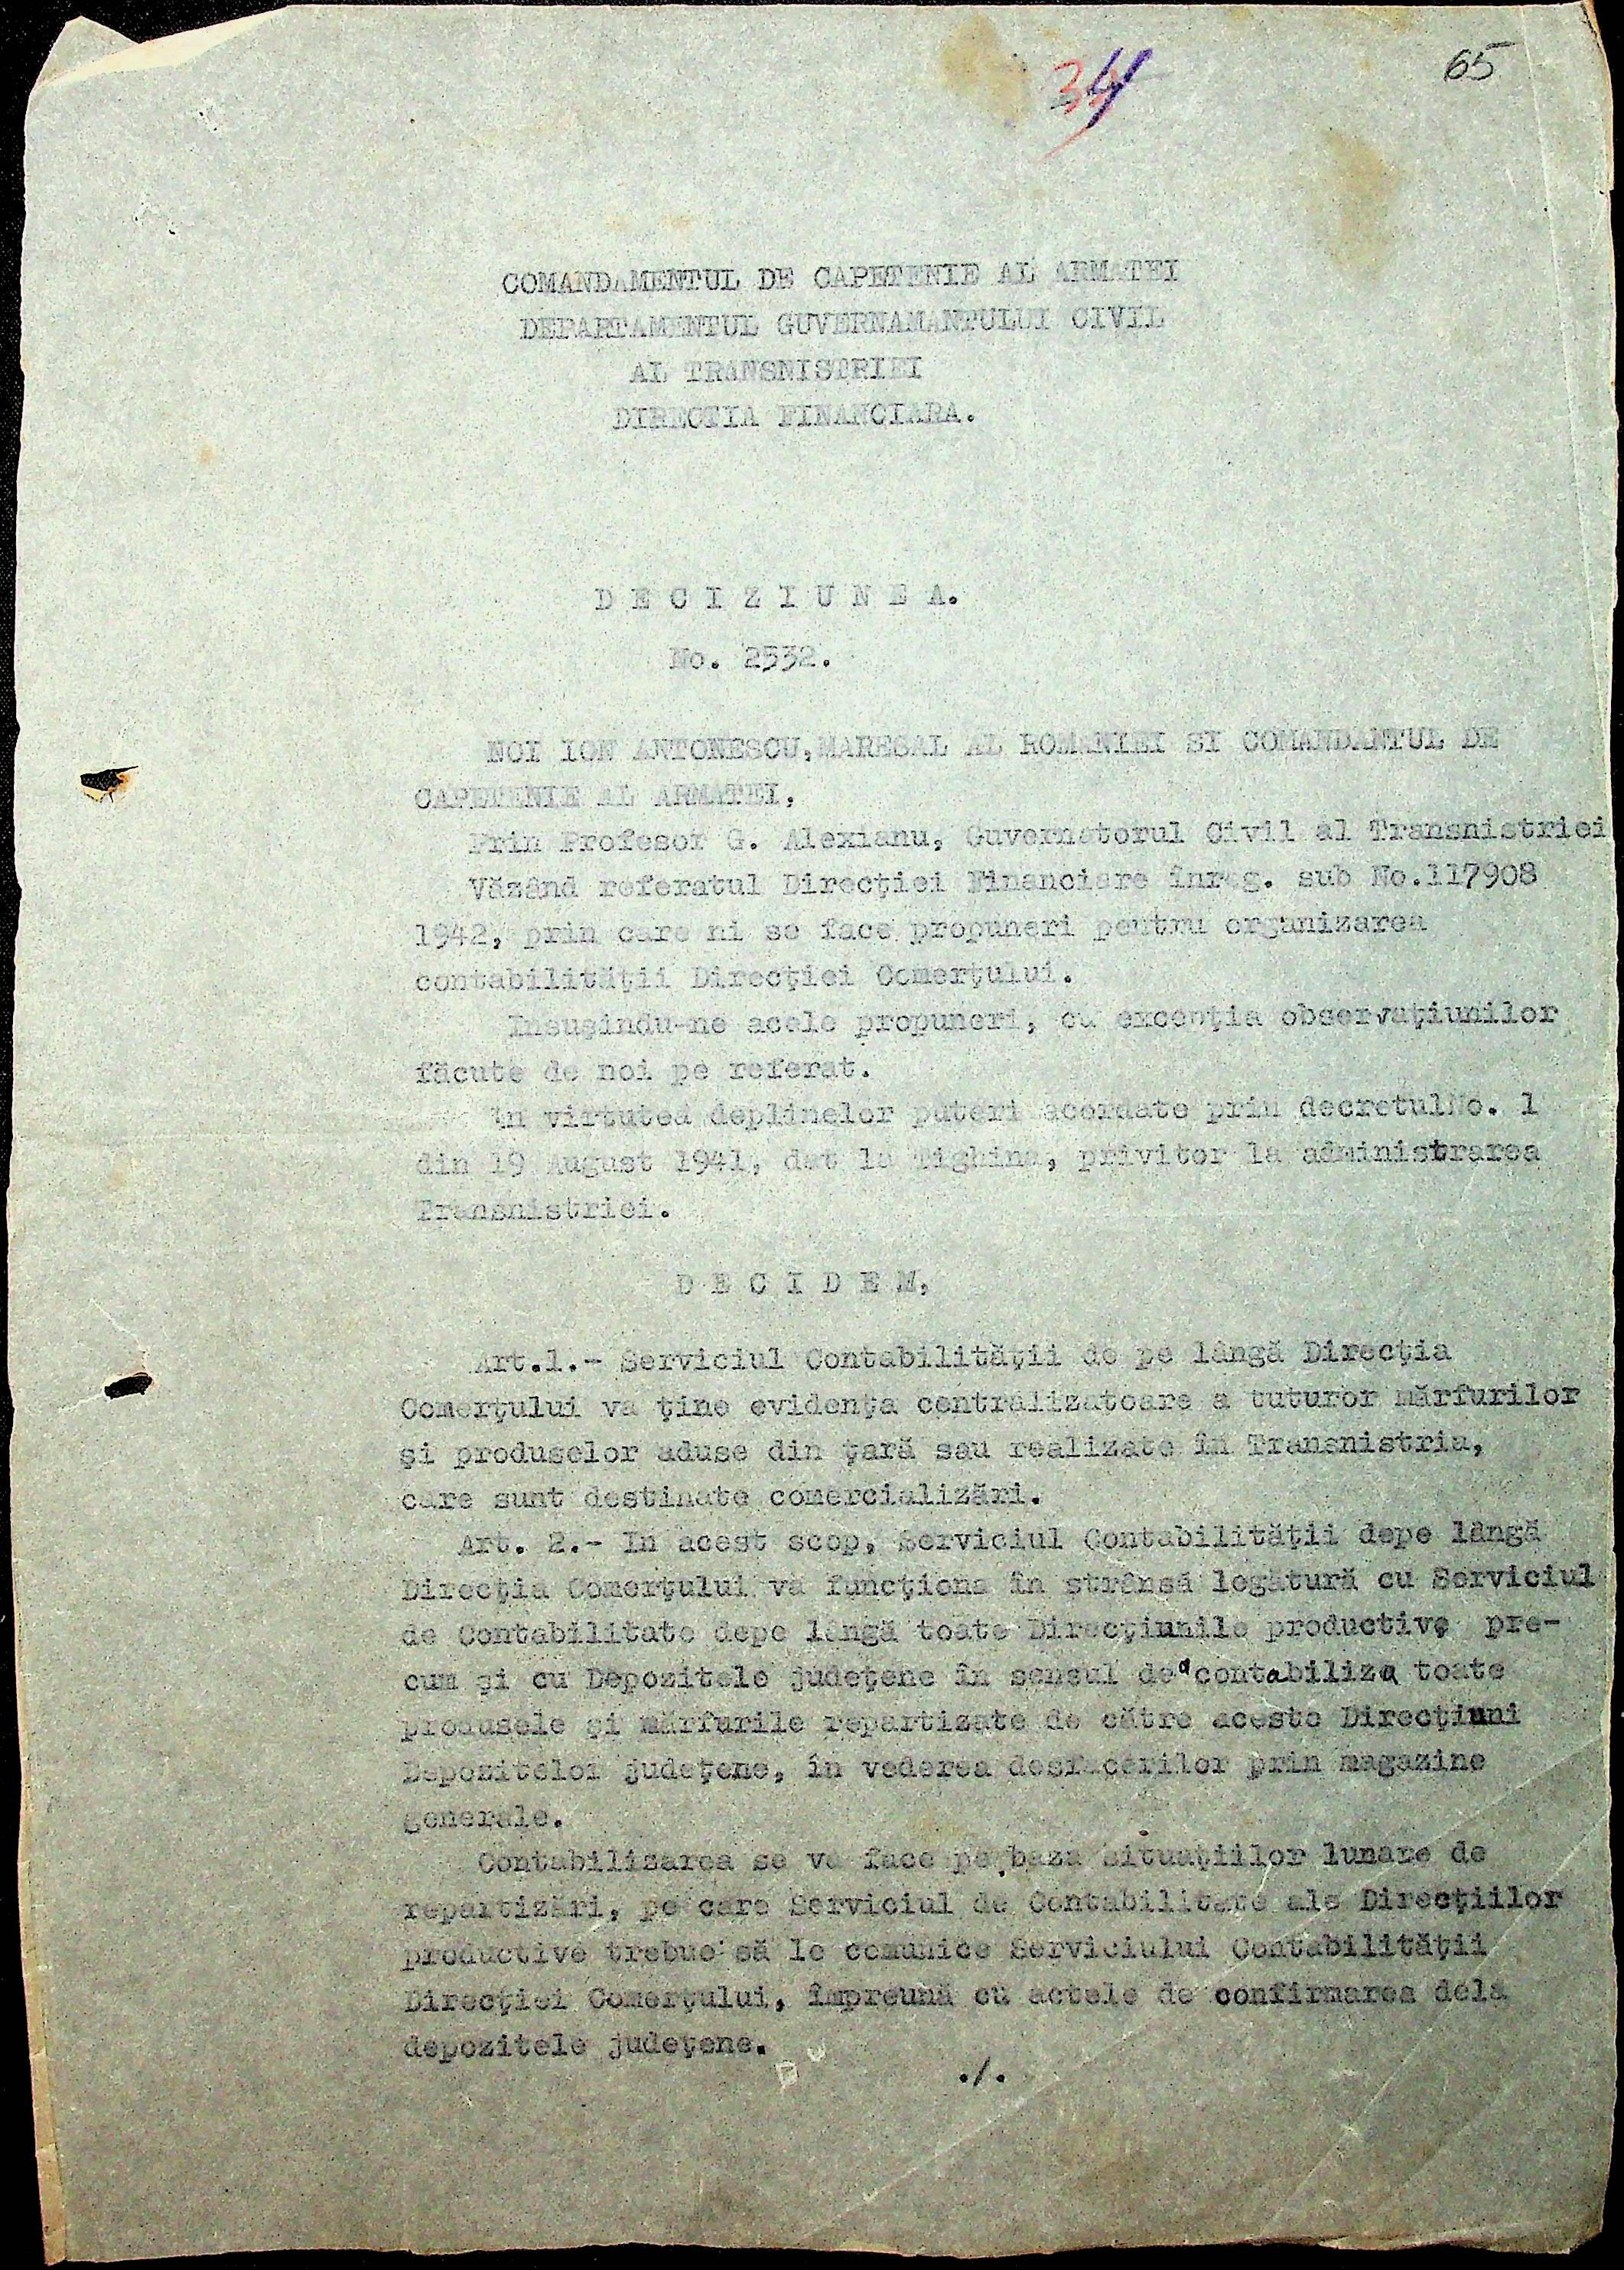 34
65
COMANDAMENTUL DE CAPETENIE AL ARMATEI
DEPARTAMENTUL GUVERNAMANTULUI CIVIL
AL TRANSNISTRIEI
DIRECTIA FINANCIARA.
D E C I Z I U N E A.
No. 2532.
NOI ION ANTONESCU, MARESAL AL ROMANIEI SI COMANDANTUL DE
CAPETENIE AL ARMATEI,
Prin Profesor G. Alexianu, Guvernatorul Civil al Transnistriei
Văzând referatul Direcţiei Financiare înreg. sub No.117908
1942, prin care ni se face propuneri pentru organizarea
contabilităţii Direcţiei Comerţului.
Insuşindu-ne acele propuneri, cu excepţia observaţiunilor
făcute de noi pe referat.
In virtutea deplinelor puteri acordate prin decretul No. 1
din 19 August 1941, dat la Tighina, privitor la administrarea
Transnistriei.
D E C I D E M,
Art.1.- Serviciul Contabilităţii de pe lângă Direcţia
Comerţului va ţine evidenţa centralizatoare a tuturor mărfurilor
şi produselor aduse din ţară sau realizate în Transnistria,
care sunt destinate comercializări.
Art. 2.- In acest scop, Serviciul Contabilităţii depe lângă
Direcţia Comerţului va funcţiona în strânsă legătură cu Serviciul
de Contabilitate depe lângă toate Direcţiunile productive pre-
cum şi cu Depozitele judeţene în sensul de a contabiliza toate
produsele şi mărfurile repartizate de către aceste Direcţiuni
Depozitelor judeţene, în vederea desfacerilor prin magazine
generale.
Contabilizarea se va face pe baza situaţiilor lunare de
repartizări, pe care Serviciul de Contabilitate ale Direcţiilor
productive trebue să le comunice Serviciului Contabilităţii
Direcţiei Comerţului, împreună cu actele de confirmarea dela
depozitele judeţene.
./.